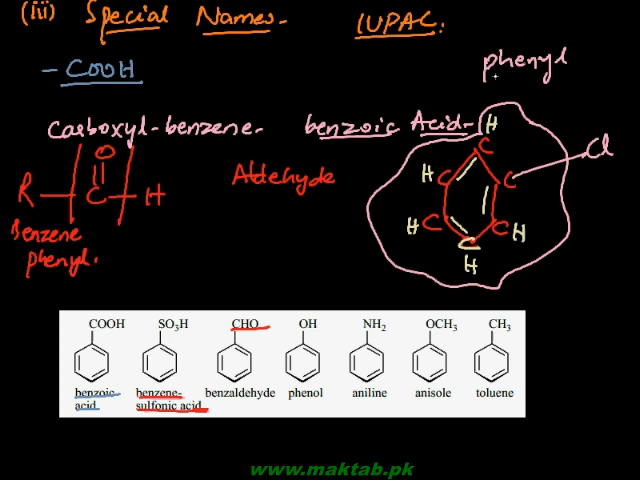 (iii) Special Names- IUPAC:
- COOH
phenyl
Carboxyl-benzene- benzoic Acid-
H
C
Cl
H C C
O
R C H
Aldehyde
H C C H
C
H
Benzene
phenyl.
COOH SO3H CHO OH NH2 OCH3 CH3
benzoic acid
benzene-sulfonic acid
benzaldehyde phenol aniline anisole toluene
www.maktab.pk